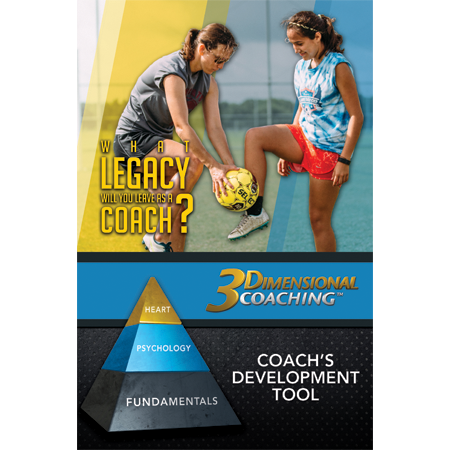 WHAT
LEGACY
WILL YOU LEAVE AS A
COACH?
3DIMENSIONAL
COACHING™
HEART
PSYCHOLOGY
FUNDAMENTALS
COACH'S
DEVELOPMENT
TOOL